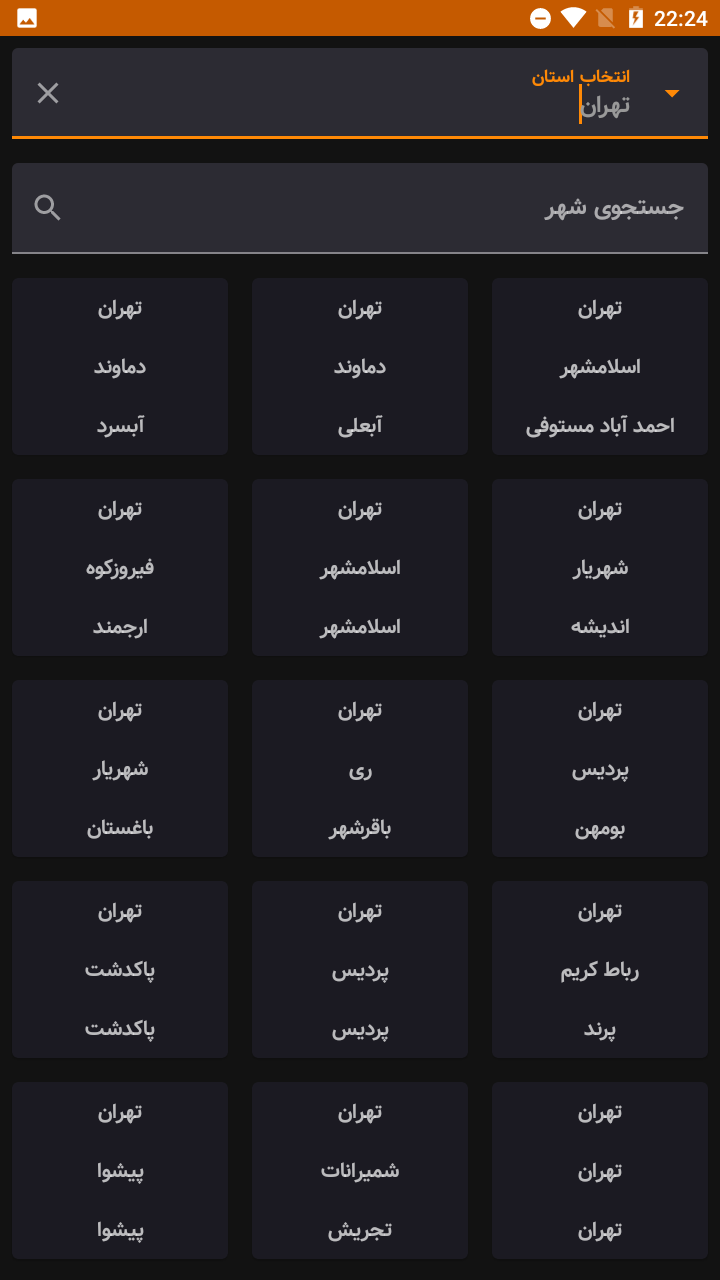 22:24
انتخاب استان
تهران
جستجوی شهر
تهران
اسلامشهر
احمد آباد مستوفی
تهران
دماوند
آبعلی
تهران
دماوند
آبسرد
تهران
شهریار
اندیشه
تهران
اسلامشهر
اسلامشهر
تهران
فیروزکوه
ارجمند
تهران
پردیس
بومهن
تهران
ری
باقرشهر
تهران
شهریار
باغستان
تهران
رباط کریم
پرند
تهران
پردیس
پردیس
تهران
پاکدشت
پاکدشت
تهران
تهران
تهران
تهران
شمیرانات
تجریش
تهران
پیشوا
پیشوا